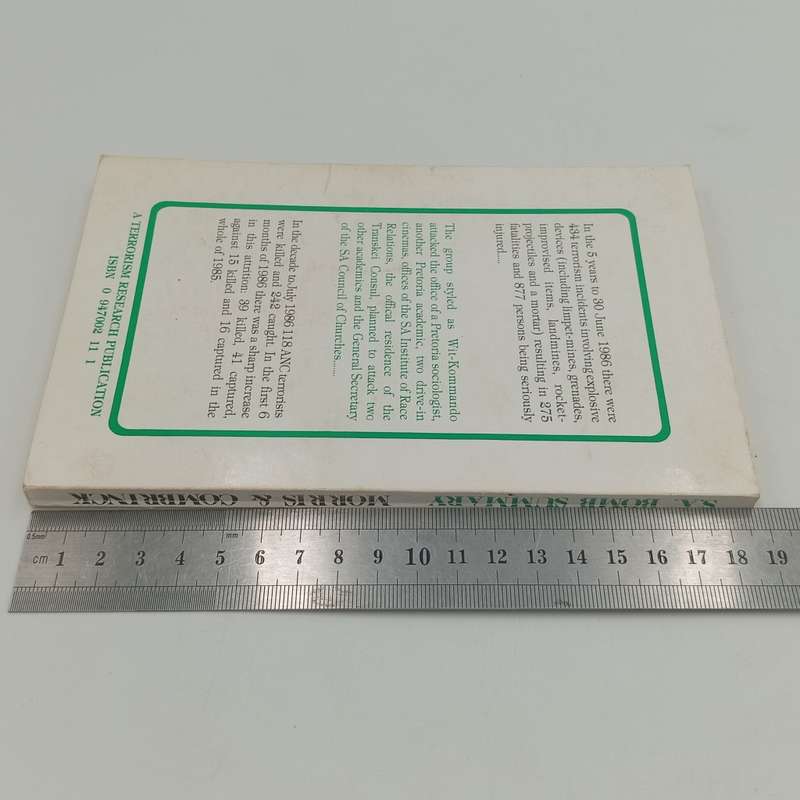 In the 5 years to 30 June 1986 there were
434 terrorism incidents involving explosive
devices (including limpet-mines, grenades,
improvised items, landmines, rocket-
projectiles and a mortar) resulting in 275
fatalities and 877 persons being seriously
injured....
The group styled as Wit-Kommando
attacked the office of a Pretoria sociologist,
another Pretoria academic, two drive-in
cinemas, offices of the SA Institute of Race
Relations, the offical residence of the
Transkei Consul, planned to attack two
other academics and the General Secretary
of the SA Council of Churches......
In the decade to July 1986 118 ANC terrorists
were killed and 242 caught. In the first 6
months of 1986 there was a sharp increase
in this attrition: 39 killed, 41 captured,
against 15 killed and 16 captured in the
whole of 1985.
A TERRORISM RESEARCH PUBLICATION
ISBN 0 947002 11 1
S.A. BOMB SUMMARY MORRIS & COMBRINCK
0.5mm mm
cm 1 2 3 4 5 6 7 8 9 10 11 12 13 14 15 16 17 18 19